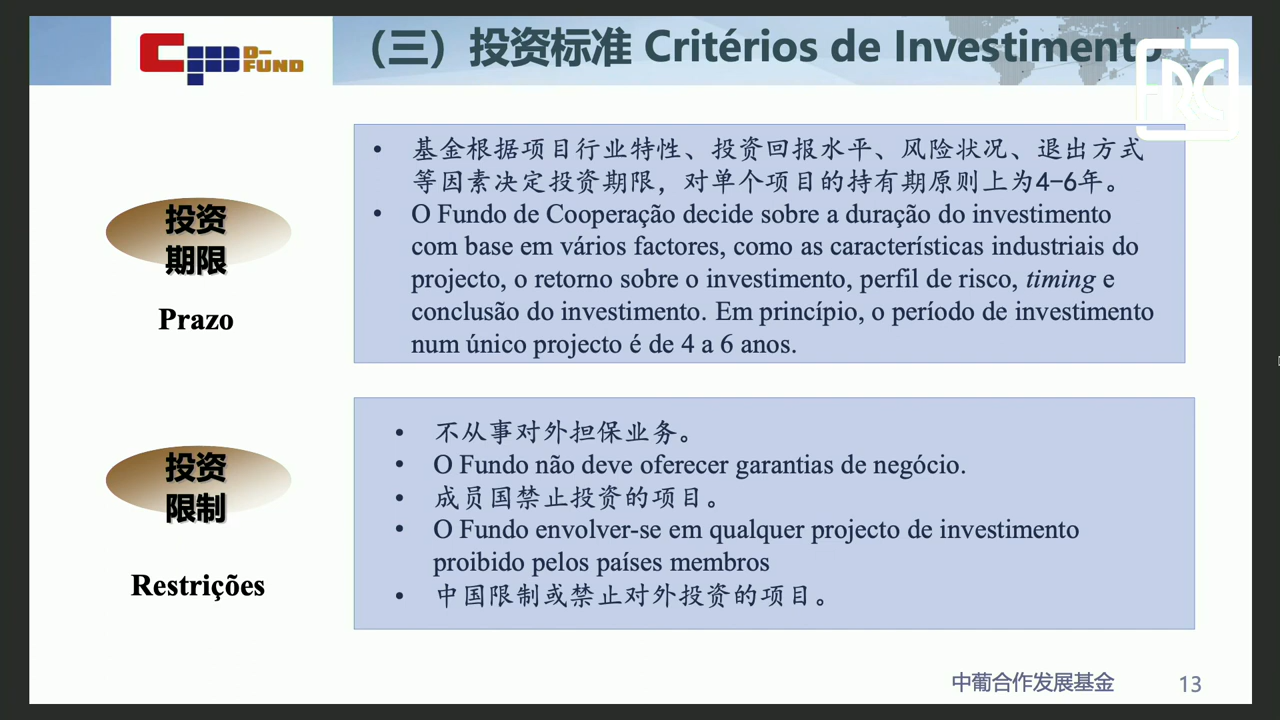 CPD-FUND
（三）投资标准 Critérios de Investimento
投资
期限
Prazo
• 基金根据项目行业特性、投资回报水平、风险状况、退出方式
等因素决定投资期限，对单个项目的持有期原则上为4-6年。
• O Fundo de Cooperação decide sobre a duração do investimento
com base em vários factores, como as características industriais do
projecto, o retorno sobre o investimento, perfil de risco, timing e
conclusão do investimento. Em princípio, o período de investimento
num único projecto é de 4 a 6 anos.
投资
限制
Restrições
• 不从事对外担保业务。
• O Fundo não deve oferecer garantias de negócio.
• 成员国禁止投资的项目。
• O Fundo envolver-se em qualquer projecto de investimento
proibido pelos países membros
• 中国限制或禁止对外投资的项目。
中葡合作发展基金
13